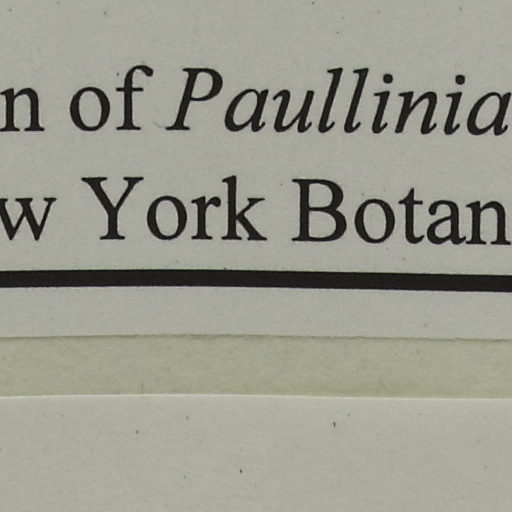 n of Paullinia
w York Botan